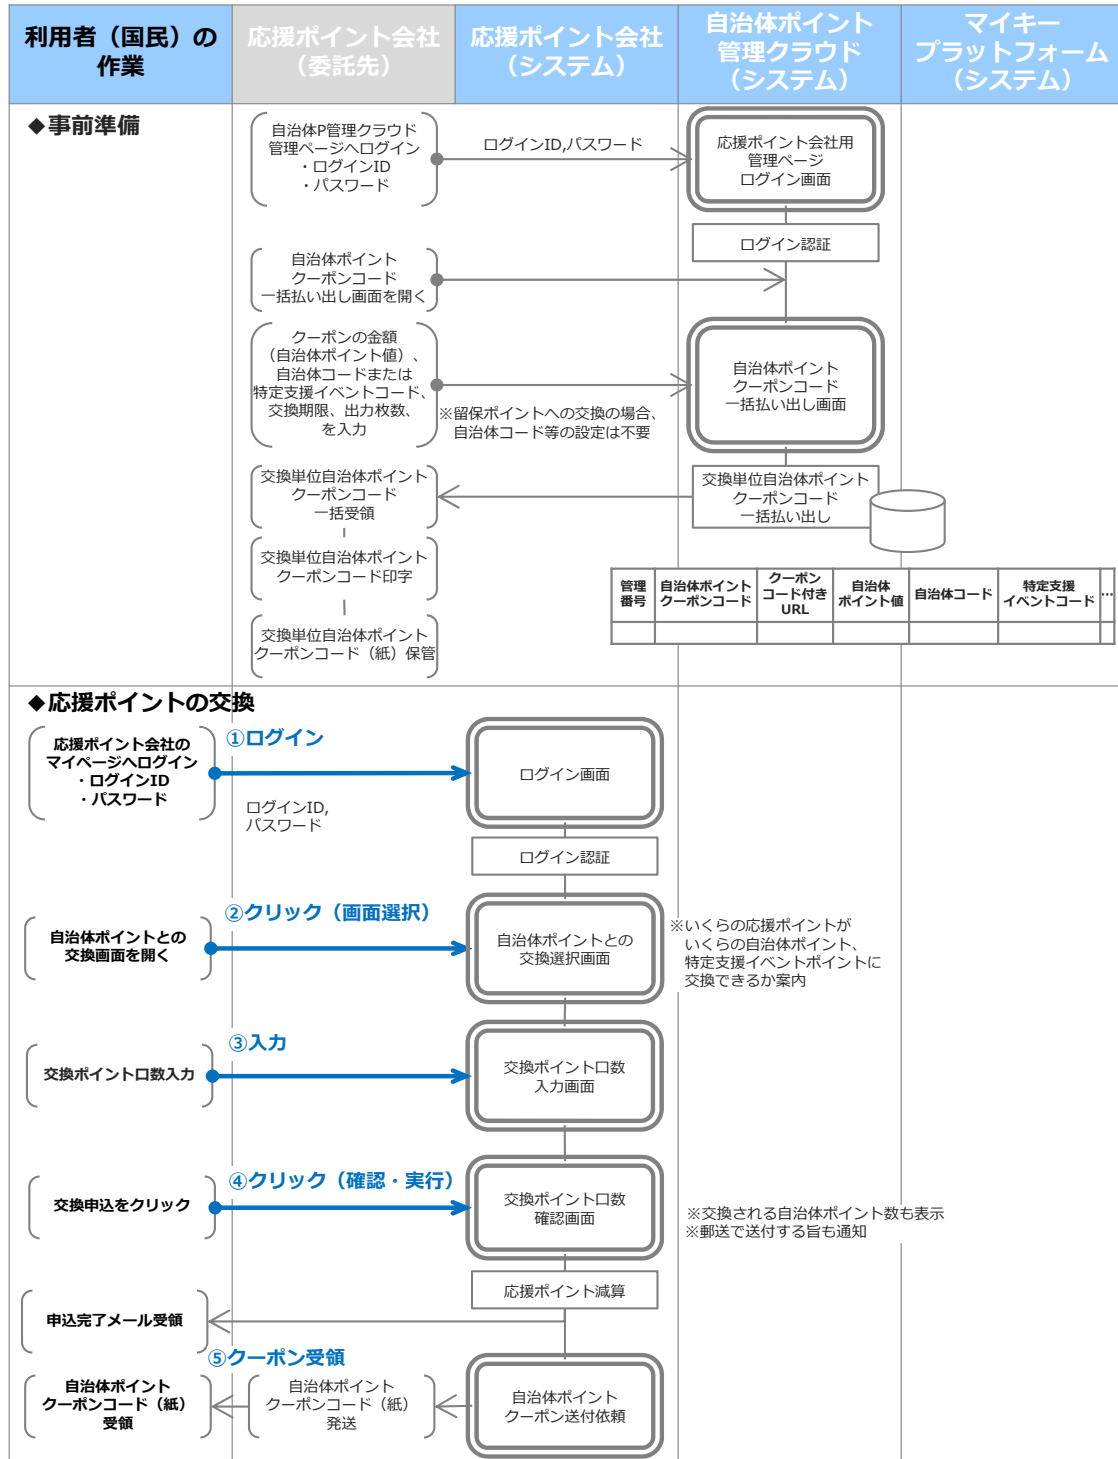 利用者（国民）の
作業
応援ポイント会社
（委託先）
応援ポイント会社
（システム）
自治体ポイント
管理クラウド
（システム）
マイキー
プラットフォーム
（システム）
◆事前準備
自治体P管理クラウド
管理ページへログイン
・ログインID
・パスワード
ログインID,パスワード
応援ポイント会社用
管理ページ
ログイン画面
ログイン認証
自治体ポイント
クーポンコード
一括払い出し画面を開く
クーポンの金額
（自治体ポイント値）、
自治体コードまたは
特定支援イベントコード、
交換期限、出力枚数、
を入力
※留保ポイントへの交換の場合、
自治体コード等の設定は不要
自治体ポイント
クーポンコード
一括払い出し画面
交換単位自治体ポイント
クーポンコード
一括受領
交換単位自治体ポイント
クーポンコード
一括払い出し
交換単位自治体ポイント
クーポンコード印字
管理
番号
自治体ポイント
クーポンコード
クーポン
コード付き
URL
自治体
ポイント値
自治体コード
特定支援
イベントコード
…
交換単位自治体ポイント
クーポンコード（紙）保管
◆応援ポイントの交換
応援ポイント会社の
マイページへログイン
・ログインID
・パスワード
①ログイン
ログインID,
パスワード
ログイン画面
ログイン認証
②クリック（画面選択）
自治体ポイントとの
交換画面を開く
自治体ポイントとの
交換選択画面
※いくらの応援ポイントが
いくらの自治体ポイント、
特定支援イベントポイントに
交換できるか案内
③入力
交換ポイント口数入力
交換ポイント口数
入力画面
④クリック（確認・実行）
交換申込をクリック
交換ポイント口数
確認画面
※交換される自治体ポイント数も表示
※郵送で送付する旨も通知
応援ポイント減算
申込完了メール受領
⑤クーポン受領
自治体ポイント
クーポンコード（紙）
受領
自治体ポイント
クーポンコード（紙）
発送
自治体ポイント
クーポン送付依頼